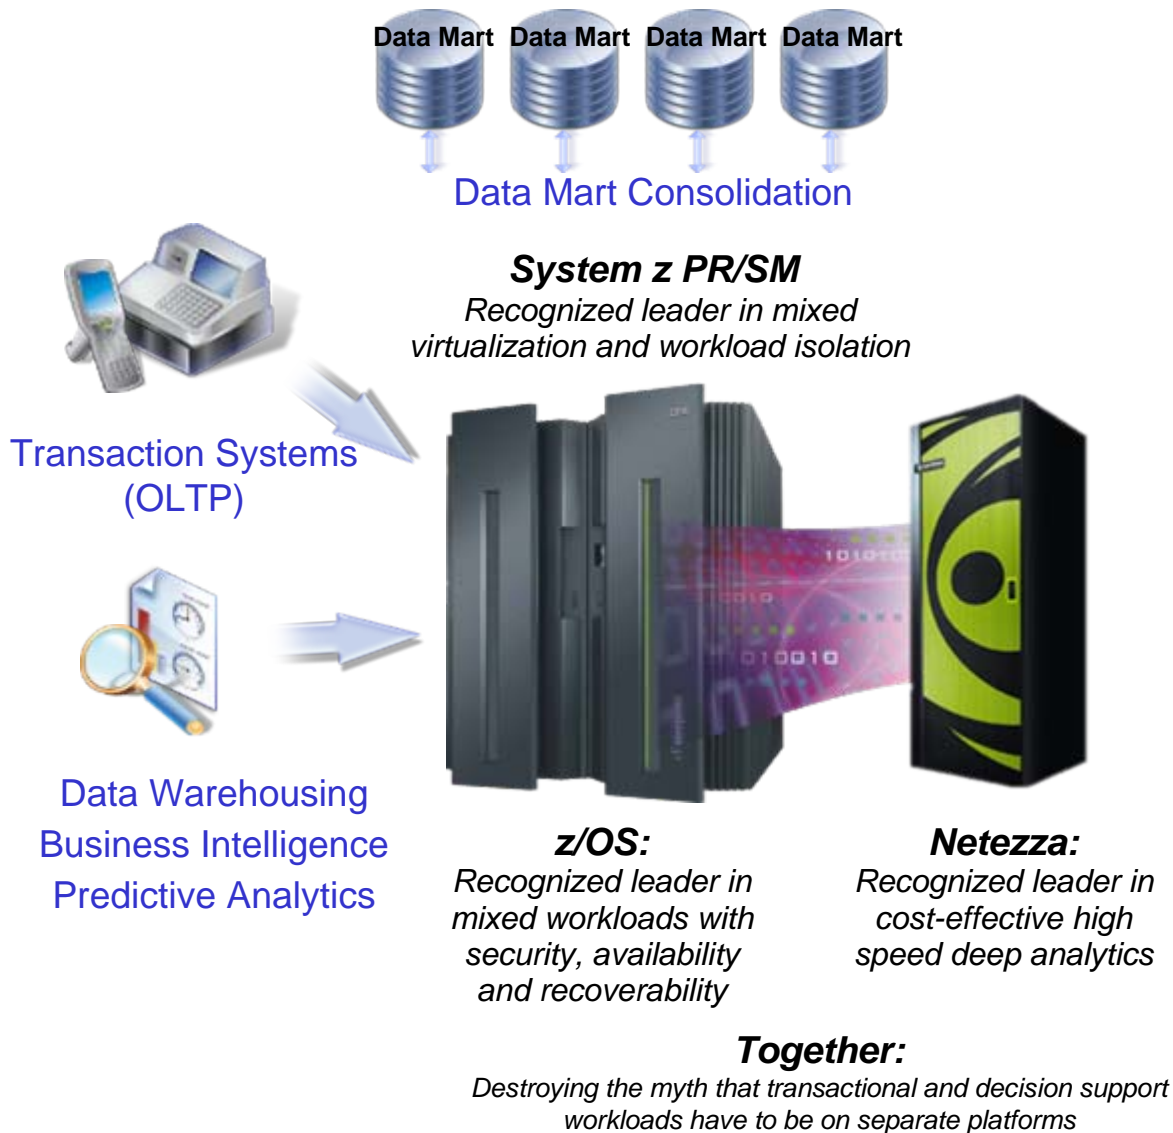 Data Mart Data Mart Data Mart Data Mart
Data Mart Consolidation
System z PR/SM
Recognized leader in mixed
virtualization and workload isolation
Transaction Systems
(OLTP)
101010
010010
010010
Data Warehousing
Business Intelligence
Predictive Analytics
z/OS:
Recognized leader in
mixed workloads with
security, availability
and recoverability
Netezza:
Recognized leader in
cost-effective high
speed deep analytics
Together:
Destroying the myth that transactional and decision support
workloads have to be on separate platforms